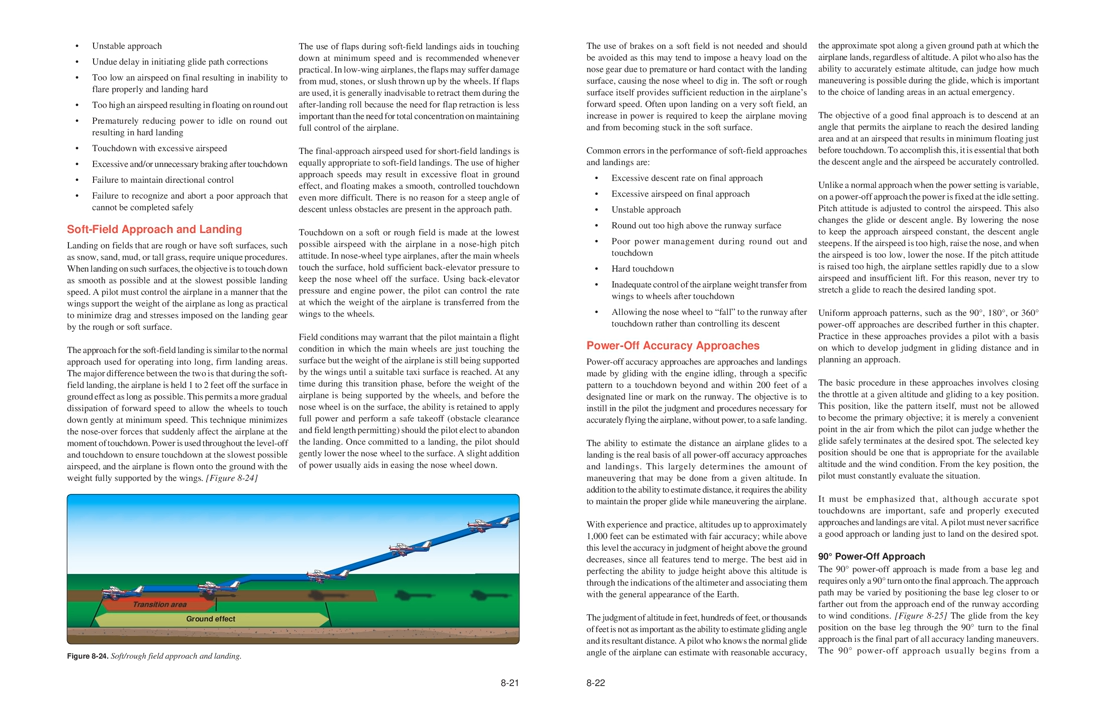 • Unstable approach
• Undue delay in initiating glide path corrections
• Too low an airspeed on final resulting in inability to
flare properly and landing hard
• Too high an airspeed resulting in floating on round out
• Prematurely reducing power to idle on round out
resulting in hard landing
• Touchdown with excessive airspeed
• Excessive and/or unnecessary braking after touchdown
• Failure to maintain directional control
• Failure to recognize and abort a poor approach that
cannot be completed safely
Soft-Field Approach and Landing
Landing on fields that are rough or have soft surfaces, such
as snow, sand, mud, or tall grass, require unique procedures.
When landing on such surfaces, the objective is to touch down
as smooth as possible and at the slowest possible landing
speed. A pilot must control the airplane in a manner that the
wings support the weight of the airplane as long as practical
to minimize drag and stresses imposed on the landing gear
by the rough or soft surface.
The approach for the soft-field landing is similar to the normal
approach used for operating into long, firm landing areas.
The major difference between the two is that during the soft-
field landing, the airplane is held 1 to 2 feet off the surface in
ground effect as long as possible. This permits a more gradual
dissipation of forward speed to allow the wheels to touch
down gently at minimum speed. This technique minimizes
the nose-over forces that suddenly affect the airplane at the
moment of touchdown. Power is used throughout the level-off
and touchdown to ensure touchdown at the slowest possible
airspeed, and the airplane is flown onto the ground with the
weight fully supported by the wings. [Figure 8-24]
The use of flaps during soft-field landings aids in touching
down at minimum speed and is recommended whenever
practical. In low-wing airplanes, the flaps may suffer damage
from mud, stones, or slush thrown up by the wheels. If flaps
are used, it is generally inadvisable to retract them during the
after-landing roll because the need for flap retraction is less
important than the need for total concentration on maintaining
full control of the airplane.
The final-approach airspeed used for short-field landings is
equally appropriate to soft-field landings. The use of higher
approach speeds may result in excessive float in ground
effect, and floating makes a smooth, controlled touchdown
even more difficult. There is no reason for a steep angle of
descent unless obstacles are present in the approach path.
Touchdown on a soft or rough field is made at the lowest
possible airspeed with the airplane in a nose-high pitch
attitude. In nose-wheel type airplanes, after the main wheels
touch the surface, hold sufficient back-elevator pressure to
keep the nose wheel off the surface. Using back-elevator
pressure and engine power, the pilot can control the rate
at which the weight of the airplane is transferred from the
wings to the wheels.
Field conditions may warrant that the pilot maintain a flight
condition in which the main wheels are just touching the
surface but the weight of the airplane is still being supported
by the wings until a suitable taxi surface is reached. At any
time during this transition phase, before the weight of the
airplane is being supported by the wheels, and before the
nose wheel is on the surface, the ability is retained to apply
full power and perform a safe takeoff (obstacle clearance
and field length permitting) should the pilot elect to abandon
the landing. Once committed to a landing, the pilot should
gently lower the nose wheel to the surface. A slight addition
of power usually aids in easing the nose wheel down.
Transition area
Ground effect
Figure 8-24. Soft/rough field approach and landing.
8-21
The use of brakes on a soft field is not needed and should
be avoided as this may tend to impose a heavy load on the
nose gear due to premature or hard contact with the landing
surface, causing the nose wheel to dig in. The soft or rough
surface itself provides sufficient reduction in the airplane's
forward speed. Often upon landing on a very soft field, an
increase in power is required to keep the airplane moving
and from becoming stuck in the soft surface.
Common errors in the performance of soft-field approaches
and landings are:
• Excessive descent rate on final approach
• Excessive airspeed on final approach
• Unstable approach
• Round out too high above the runway surface
• Poor power management during round out and
touchdown
• Hard touchdown
• Inadequate control of the airplane weight transfer from
wings to wheels after touchdown
• Allowing the nose wheel to “fall” to the runway after
touchdown rather than controlling its descent
Power-Off Accuracy Approaches
Power-off accuracy approaches are approaches and landings
made by gliding with the engine idling, through a specific
pattern to a touchdown beyond and within 200 feet of a
designated line or mark on the runway. The objective is to
instill in the pilot the judgment and procedures necessary for
accurately flying the airplane, without power, to a safe landing.
The ability to estimate the distance an airplane glides to a
landing is the real basis of all power-off accuracy approaches
and landings. This largely determines the amount of
maneuvering that may be done from a given altitude. In
addition to the ability to estimate distance, it requires the ability
to maintain the proper glide while maneuvering the airplane.
With experience and practice, altitudes up to approximately
1,000 feet can be estimated with fair accuracy; while above
this level the accuracy in judgment of height above the ground
decreases, since all features tend to merge. The best aid in
perfecting the ability to judge height above this altitude is
through the indications of the altimeter and associating them
with the general appearance of the Earth.
The judgment of altitude in feet, hundreds of feet, or thousands
of feet is not as important as the ability to estimate gliding angle
and its resultant distance. A pilot who knows the normal glide
angle of the airplane can estimate with reasonable accuracy,
the approximate spot along a given ground path at which the
airplane lands, regardless of altitude. A pilot who also has the
ability to accurately estimate altitude, can judge how much
maneuvering is possible during the glide, which is important
to the choice of landing areas in an actual emergency.
The objective of a good final approach is to descend at an
angle that permits the airplane to reach the desired landing
area and at an airspeed that results in minimum floating just
before touchdown. To accomplish this, it is essential that both
the descent angle and the airspeed be accurately controlled.
Unlike a normal approach when the power setting is variable,
on a power-off approach the power is fixed at the idle setting.
Pitch attitude is adjusted to control the airspeed. This also
changes the glide or descent angle. By lowering the nose
to keep the approach airspeed constant, the descent angle
steepens. If the airspeed is too high, raise the nose, and when
the airspeed is too low, lower the nose. If the pitch attitude
is raised too high, the airplane settles rapidly due to a slow
airspeed and insufficient lift. For this reason, never try to
stretch a glide to reach the desired landing spot.
Uniform approach patterns, such as the 90°, 180°, or 360°
power-off approaches are described further in this chapter.
Practice in these approaches provides a pilot with a basis
on which to develop judgment in gliding distance and in
planning an approach.
The basic procedure in these approaches involves closing
the throttle at a given altitude and gliding to a key position.
This position, like the pattern itself, must not be allowed
to become the primary objective; it is merely a convenient
point in the air from which the pilot can judge whether the
glide safely terminates at the desired spot. The selected key
position should be one that is appropriate for the available
altitude and the wind condition. From the key position, the
pilot must constantly evaluate the situation.
It must be emphasized that, although accurate spot
touchdowns are important, safe and properly executed
approaches and landings are vital. A pilot must never sacrifice
a good approach or landing just to land on the desired spot.
90° Power-Off Approach
The 90° power-off approach is made from a base leg and
requires only a 90° turn onto the final approach. The approach
path may be varied by positioning the base leg closer to or
farther out from the approach end of the runway according
to wind conditions. [Figure 8-25] The glide from the key
position on the base leg through the 90° turn to the final
approach is the final part of all accuracy landing maneuvers.
The 90° power-off approach usually begins from a
8-22